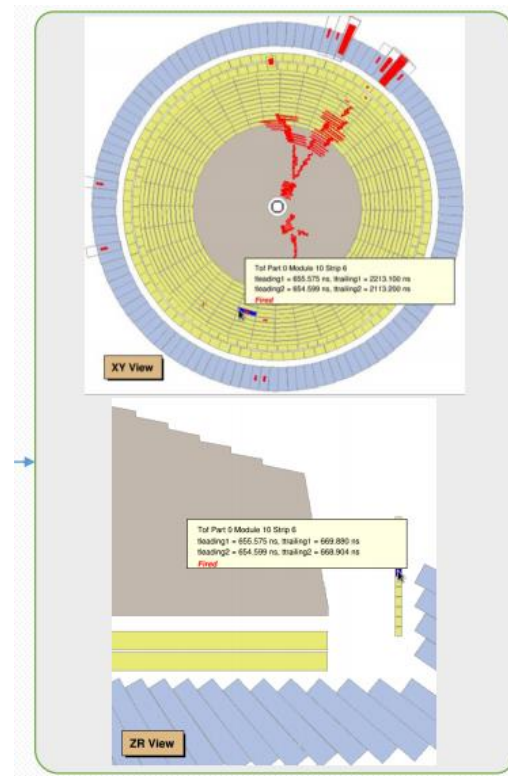 Tof Part 0 Module 10 Strip 6
tleading1 = 655.575 ns, ttrailing1 = 2213.100 ns
tleading2 = 654.599 ns, ttrailing2 = 2113.200 ns
Fired
XY View
Tof Part 0 Module 10 Strip 6
tleading1 = 655.575 ns, ttrailing1 = 669.880 ns
tleading2 = 654.599 ns, ttrailing2 = 668.904 ns
Fired
ZR View